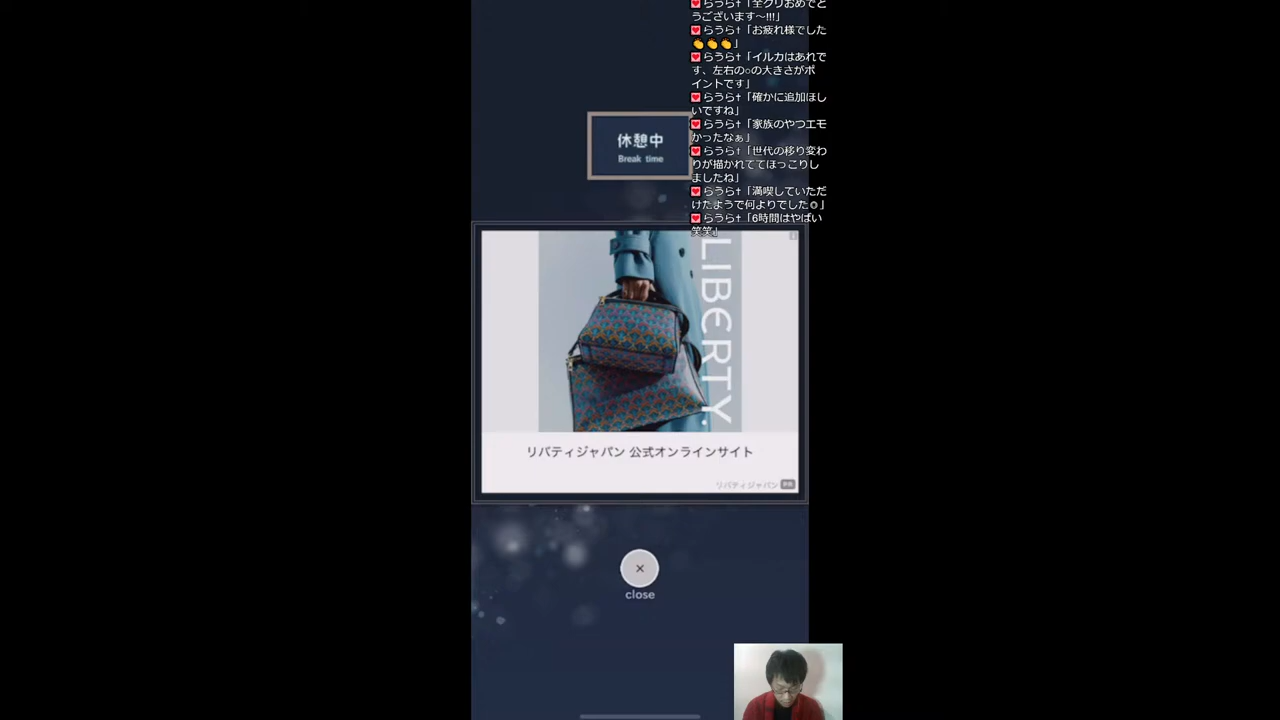 らうら†「全クリおめでと
うございます〜!!!」
らうら†「お疲れ様でした
👏👏👏」
らうら†「イルカはあれで
す、左右の○の大きさがポ
イントです」
らうら†「確かに追加ほし
いですね」
らうら†「家族のやつエモ
かったなぁ」
らうら†「世代の移り変わ
りが描かれててほっこりし
ましたね」
らうら†「満喫していただ
けたようで何よりでした◎」
らうら†「6時間はやばい
笑笑」
休憩中
Break time
LIBERTY.
リバティジャパン 公式オンラインサイト
リバティジャパン
×
close